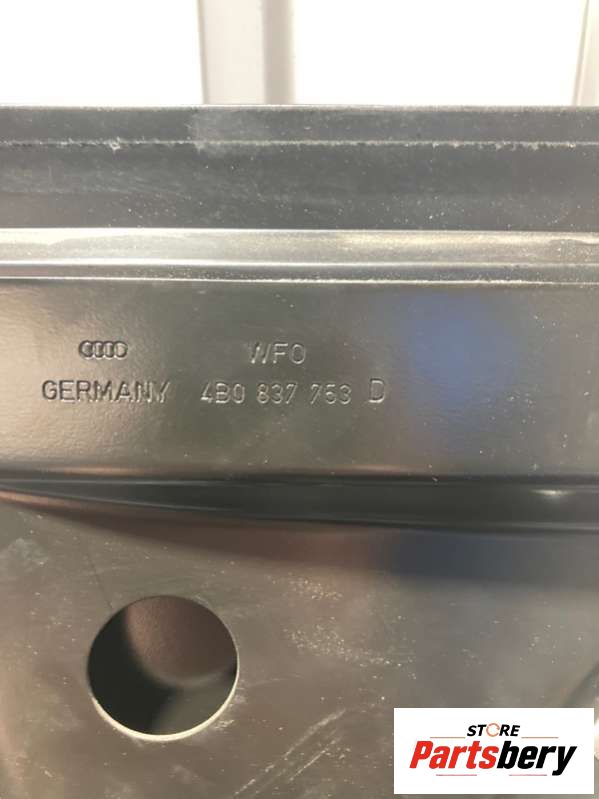 WFO
GERMANY 4B0 837 753 D
STORE
Partsbery